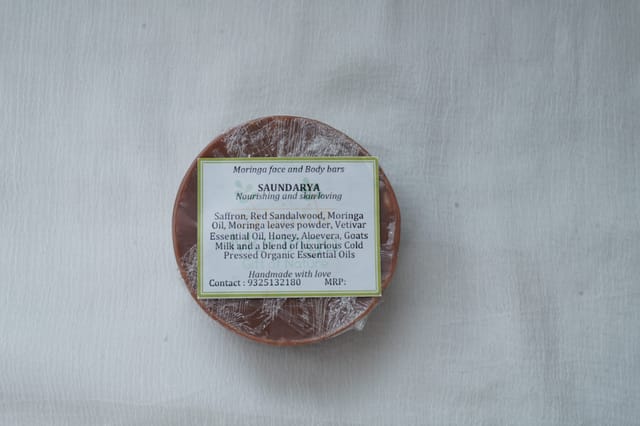 Moringa face and Body bars
SAUNDARYA
Nourishing and skin loving
Saffron, Red Sandalwood, Moringa
Oil, Moringa leaves powder, Vetivar
Essential Oil, Honey, Aloevera, Goats
Milk and a blend of luxurious Cold
Pressed Organic Essential Oils
Handmade with love
Contact : 9325132180 MRP: